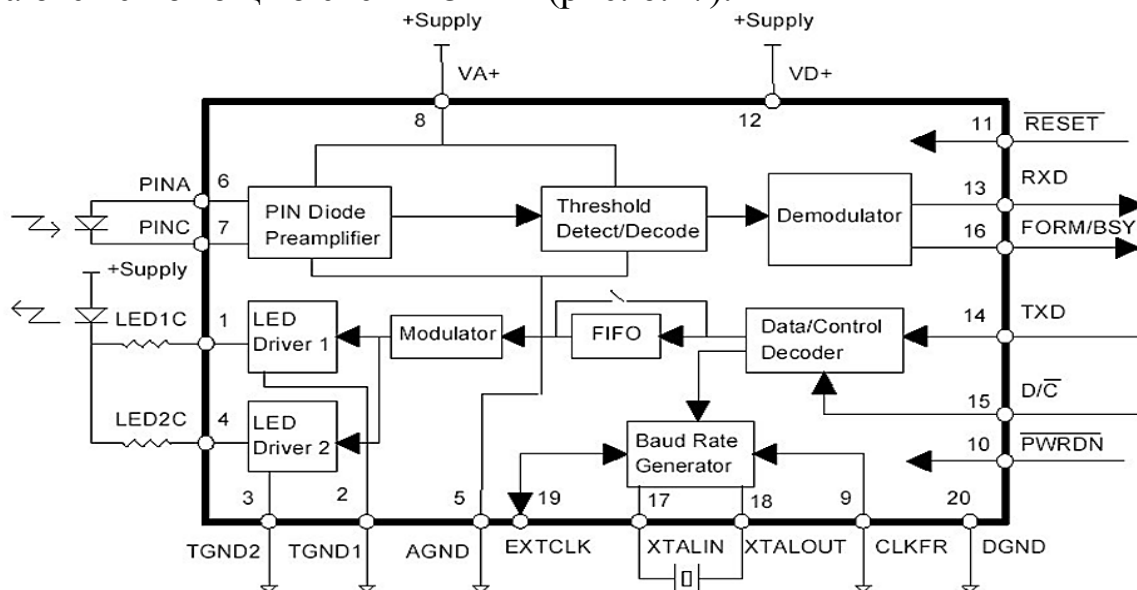 (рис.
+Supply
+Supply
VA+
VD+
8
12
11
RESET
PINA
6
13
RXD
PINC
7
PIN Diode
Preamplifier
Threshold
Detect/Decode
Demodulator
16
FORM/BSY
+Supply
LED1C
1
LED
Driver 1
Modulator
FIFO
Data/Control
Decoder
14
TXD
15
D/C
LED2C
4
LED
Driver 2
Baud Rate
Generator
10
PWRDN
3
2
5
19
17
18
9
20
TGND2
TGND1
AGND
EXTCLK
XTALIN
XTALOUT
CLKFR
DGND